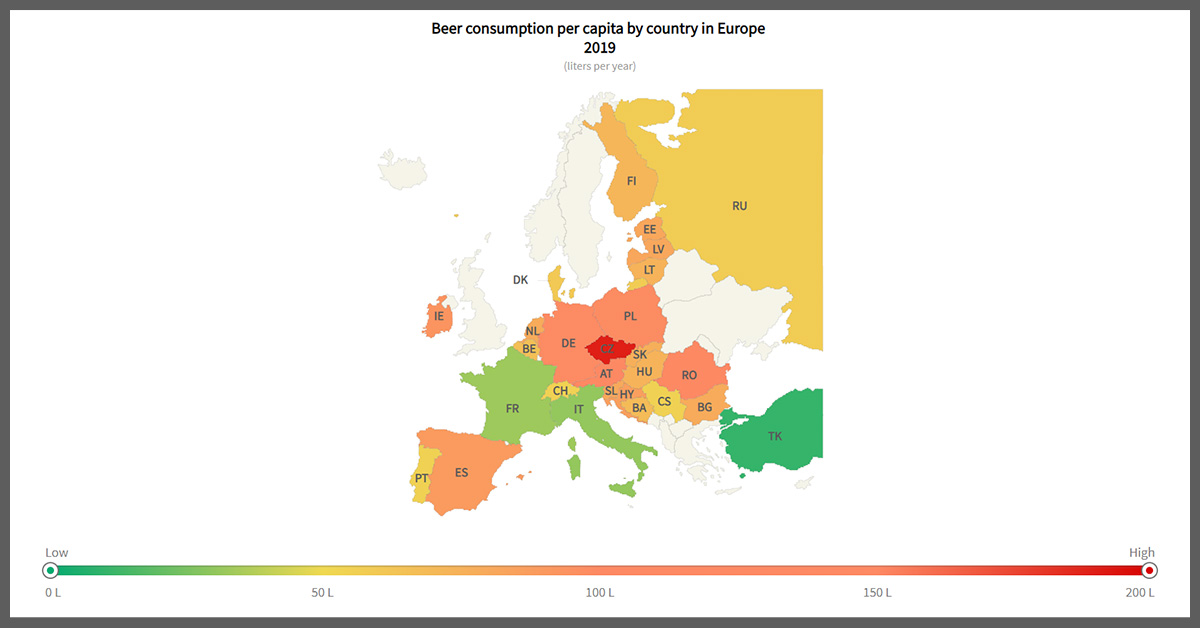 Beer consumption per capita by country in Europe
2019
(liters per year)
FI
RU
EE
LV
LT
DK
IE
PL
NL
DE
CZ
BE
SK
AT
HU
RO
CH
SL
HY
CS
FR
IT
BA
BG
TK
ES
PT
Low
High
0 L
50 L
100 L
150 L
200 L